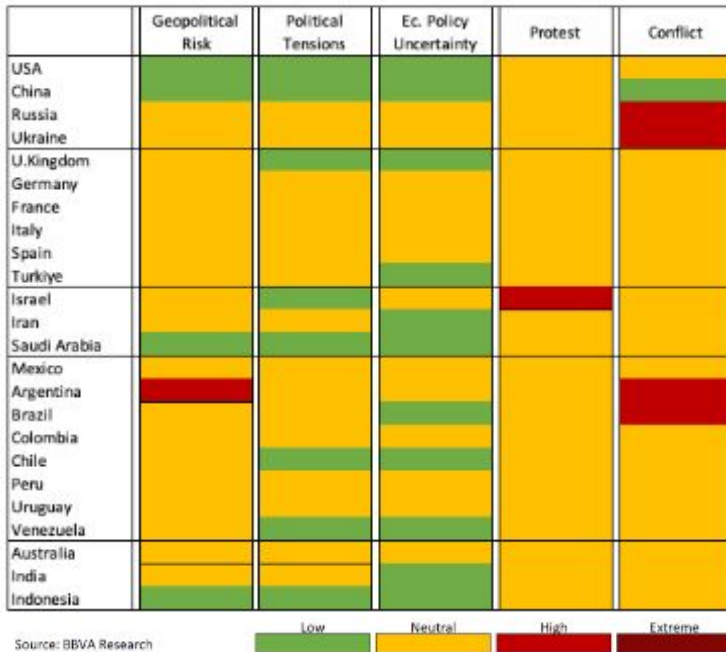 Geopolitical Risk Political Tensions Ec. Policy Uncertainty Protest Conflict
USA
China
Russia
Ukraine
U.Kingdom
Germany
France
Italy
Spain
Turkiye
Israel
Iran
Saudi Arabia
Mexico
Argentina
Brazil
Colombia
Chile
Peru
Uruguay
Venezuela
Australia
India
Indonesia
Low Neutral High Extreme
Source: BBVA Research